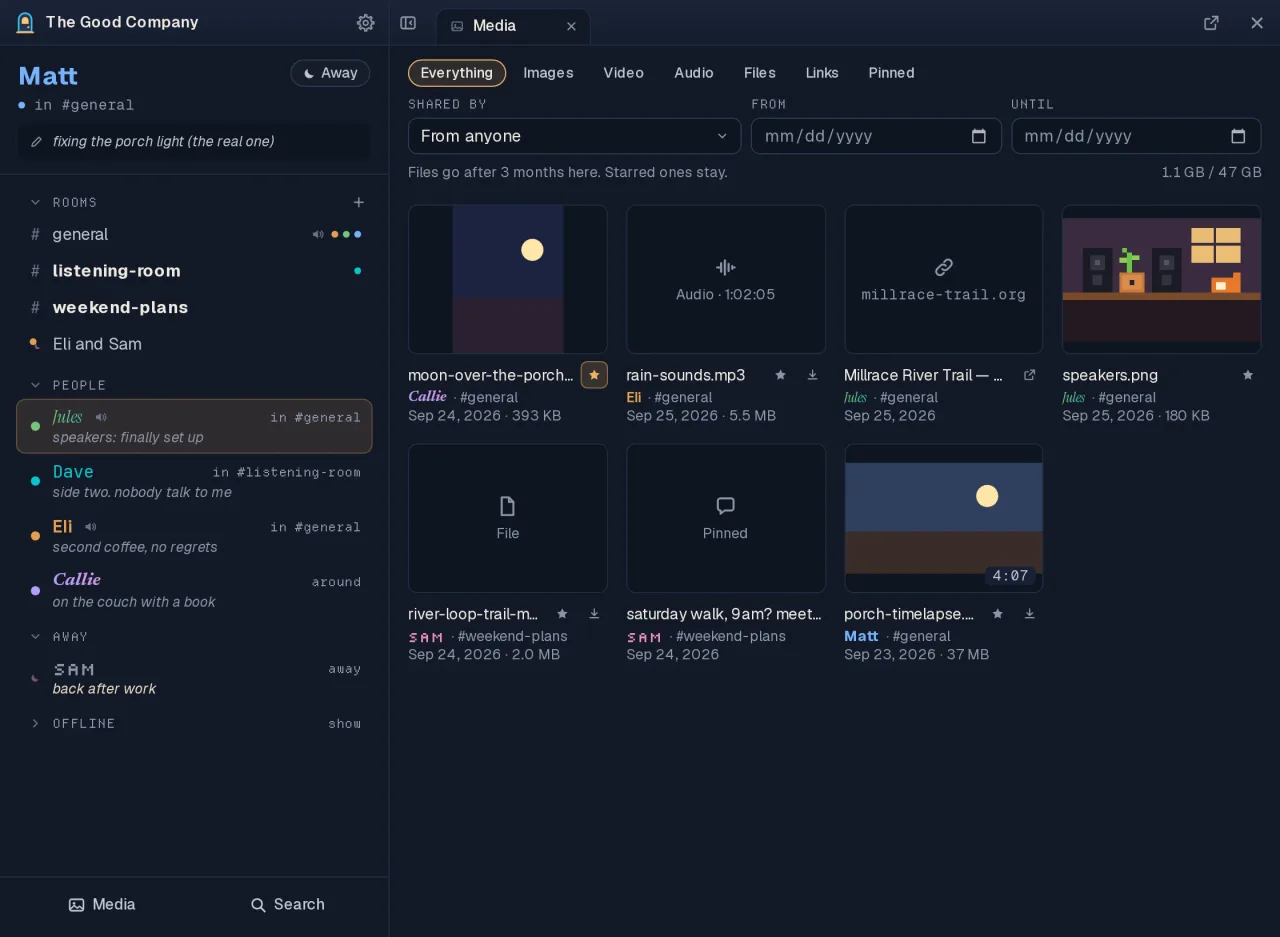 The Good Company
Media
Matt
Away
in #general
fixing the porch light (the real one)
ROOMS
# general
# listening-room
# weekend-plans
Eli and Sam
PEOPLE
Jules in #general
speakers: finally set up
Dave in #listening-room
side two. nobody talk to me
Eli in #general
second coffee, no regrets
Callie around
on the couch with a book
AWAY
SAM away
back after work
OFFLINE show
Media
Search
Everything Images Video Audio Files Links Pinned
SHARED BY FROM UNTIL
From anyone mm/dd/yyyy mm/dd/yyyy
Files go after 3 months here. Starred ones stay. 1.1 GB / 47 GB
Audio · 1:02:05
millrace-trail.org
moon-over-the-porch…
Callie · #general
Sep 24, 2026 · 393 KB
rain-sounds.mp3
Eli · #general
Sep 25, 2026 · 5.5 MB
Millrace River Trail — …
Jules · #general
Sep 25, 2026
speakers.png
Jules · #general
Sep 25, 2026 · 180 KB
File
river-loop-trail-m…
SAM · #weekend-plans
Sep 24, 2026 · 2.0 MB
Pinned
saturday walk, 9am? meet…
SAM · #weekend-plans
Sep 24, 2026
4:07
porch-timelapse.…
Matt · #general
Sep 23, 2026 · 37 MB